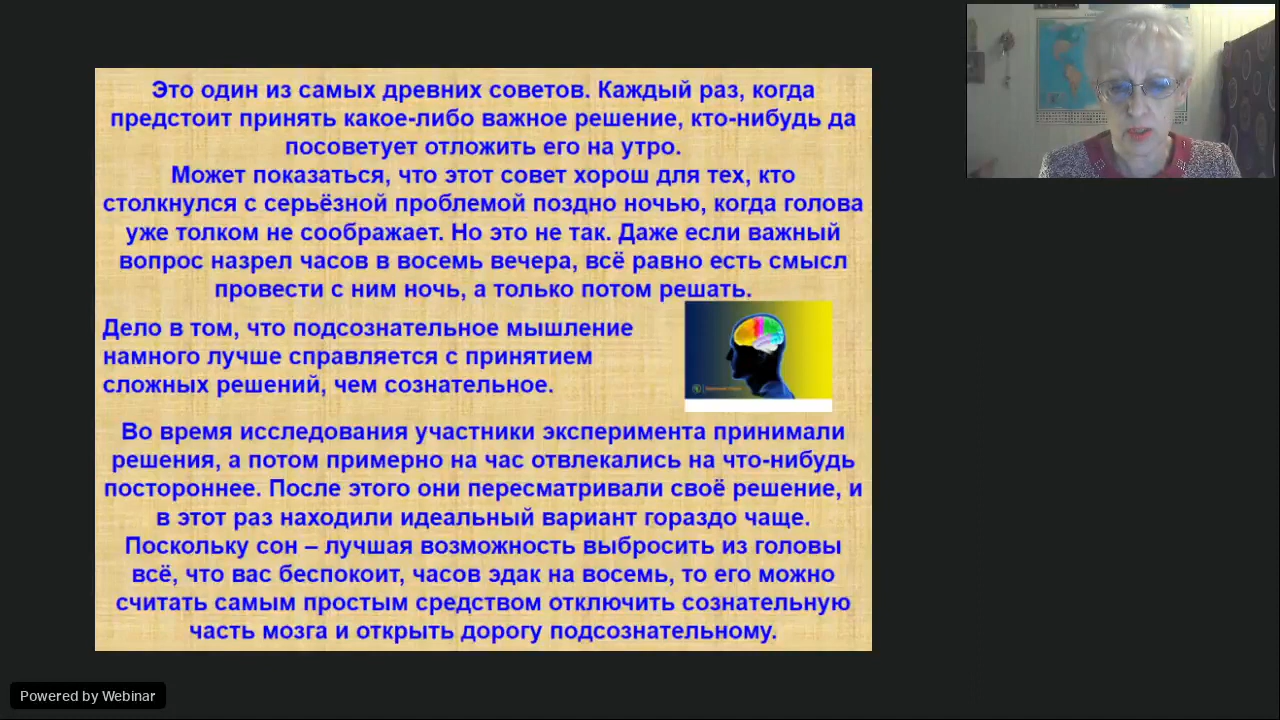 Это один из самых древних советов. Каждый раз, когда
предстоит принять какое-либо важное решение, кто-нибудь да
посоветует отложить его на утро.
Может показаться, что этот совет хорош для тех, кто
столкнулся с серьёзной проблемой поздно ночью, когда голова
уже толком не соображает. Но это не так. Даже если важный
вопрос назрел часов в восемь вечера, всё равно есть смысл
провести с ним ночь, а только потом решать.
Дело в том, что подсознательное мышление
намного лучше справляется с принятием
сложных решений, чем сознательное.
Во время исследования участники эксперимента принимали
решения, а потом примерно на час отвлекались на что-нибудь
постороннее. После этого они пересматривали своё решение, и
в этот раз находили идеальный вариант гораздо чаще.
Поскольку сон – лучшая возможность выбросить из головы
всё, что вас беспокоит, часов эдак на восемь, то его можно
считать самым простым средством отключить сознательную
часть мозга и открыть дорогу подсознательному.
Powered by Webinar